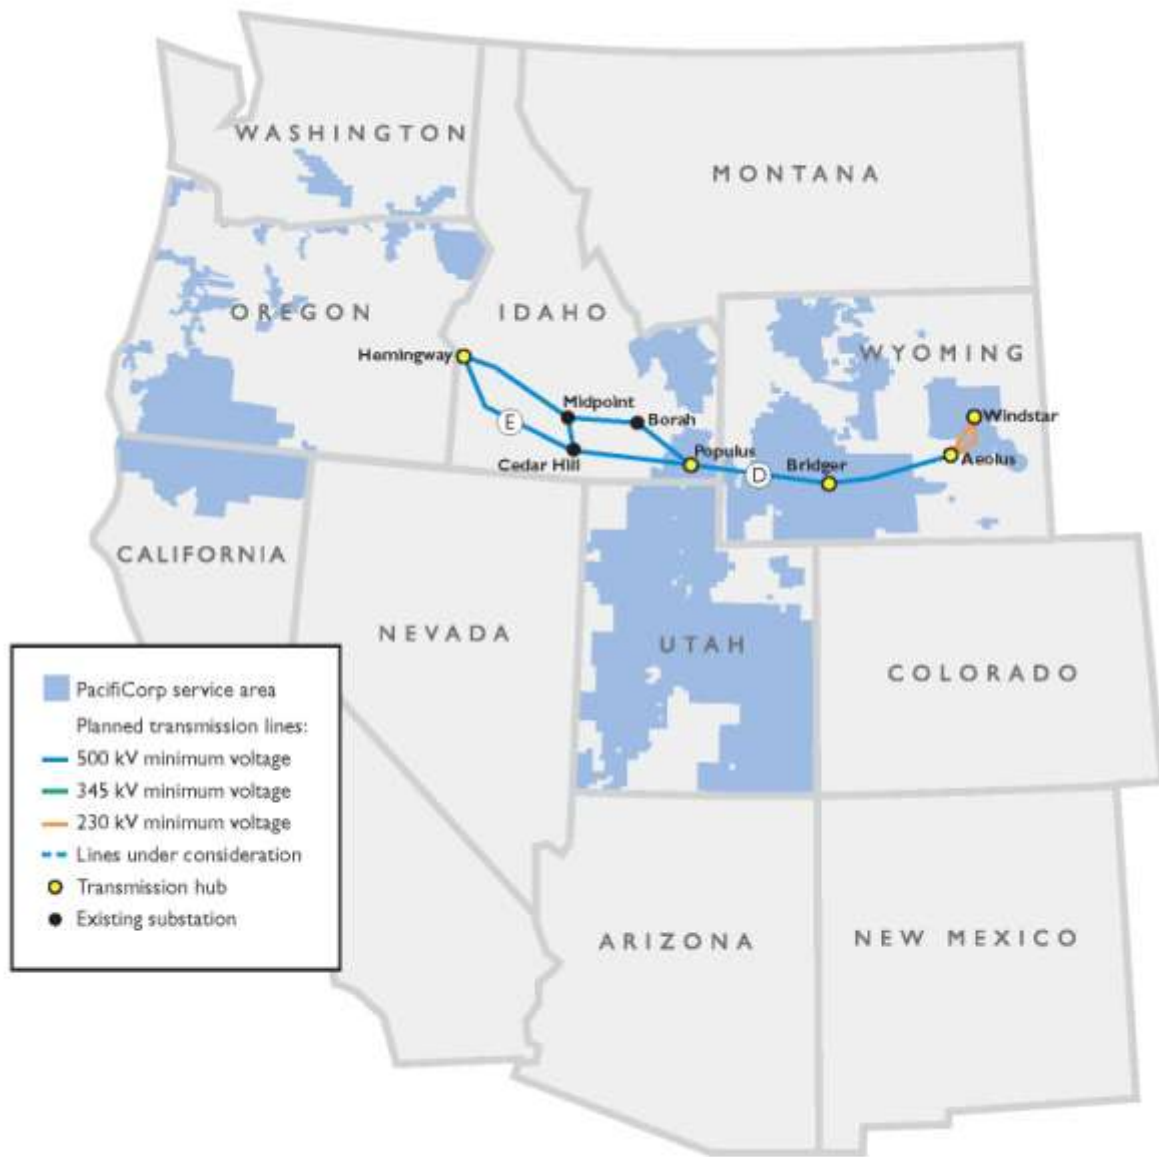 WASHINGTON
MONTANA
OREGON
IDAHO
WYOMING
Hemingway
Midpoint
Borah
Windstar
E
Cedar Hill
Populus
D
Bridger
Aeolus
CALIFORNIA
NEVADA
UTAH
COLORADO
PacifiCorp service area
Planned transmission lines:
500 kV minimum voltage
345 kV minimum voltage
230 kV minimum voltage
Lines under consideration
Transmission hub
Existing substation
ARIZONA
NEW MEXICO